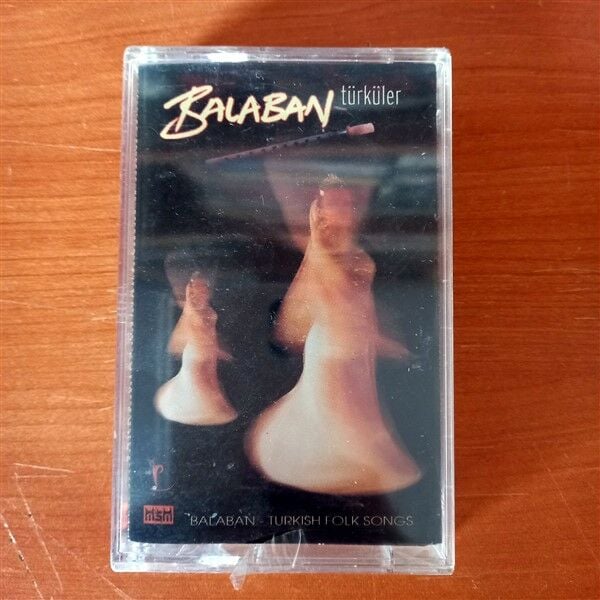 BALABAN türküler
BALABAN - TURKISH FOLK SONGS